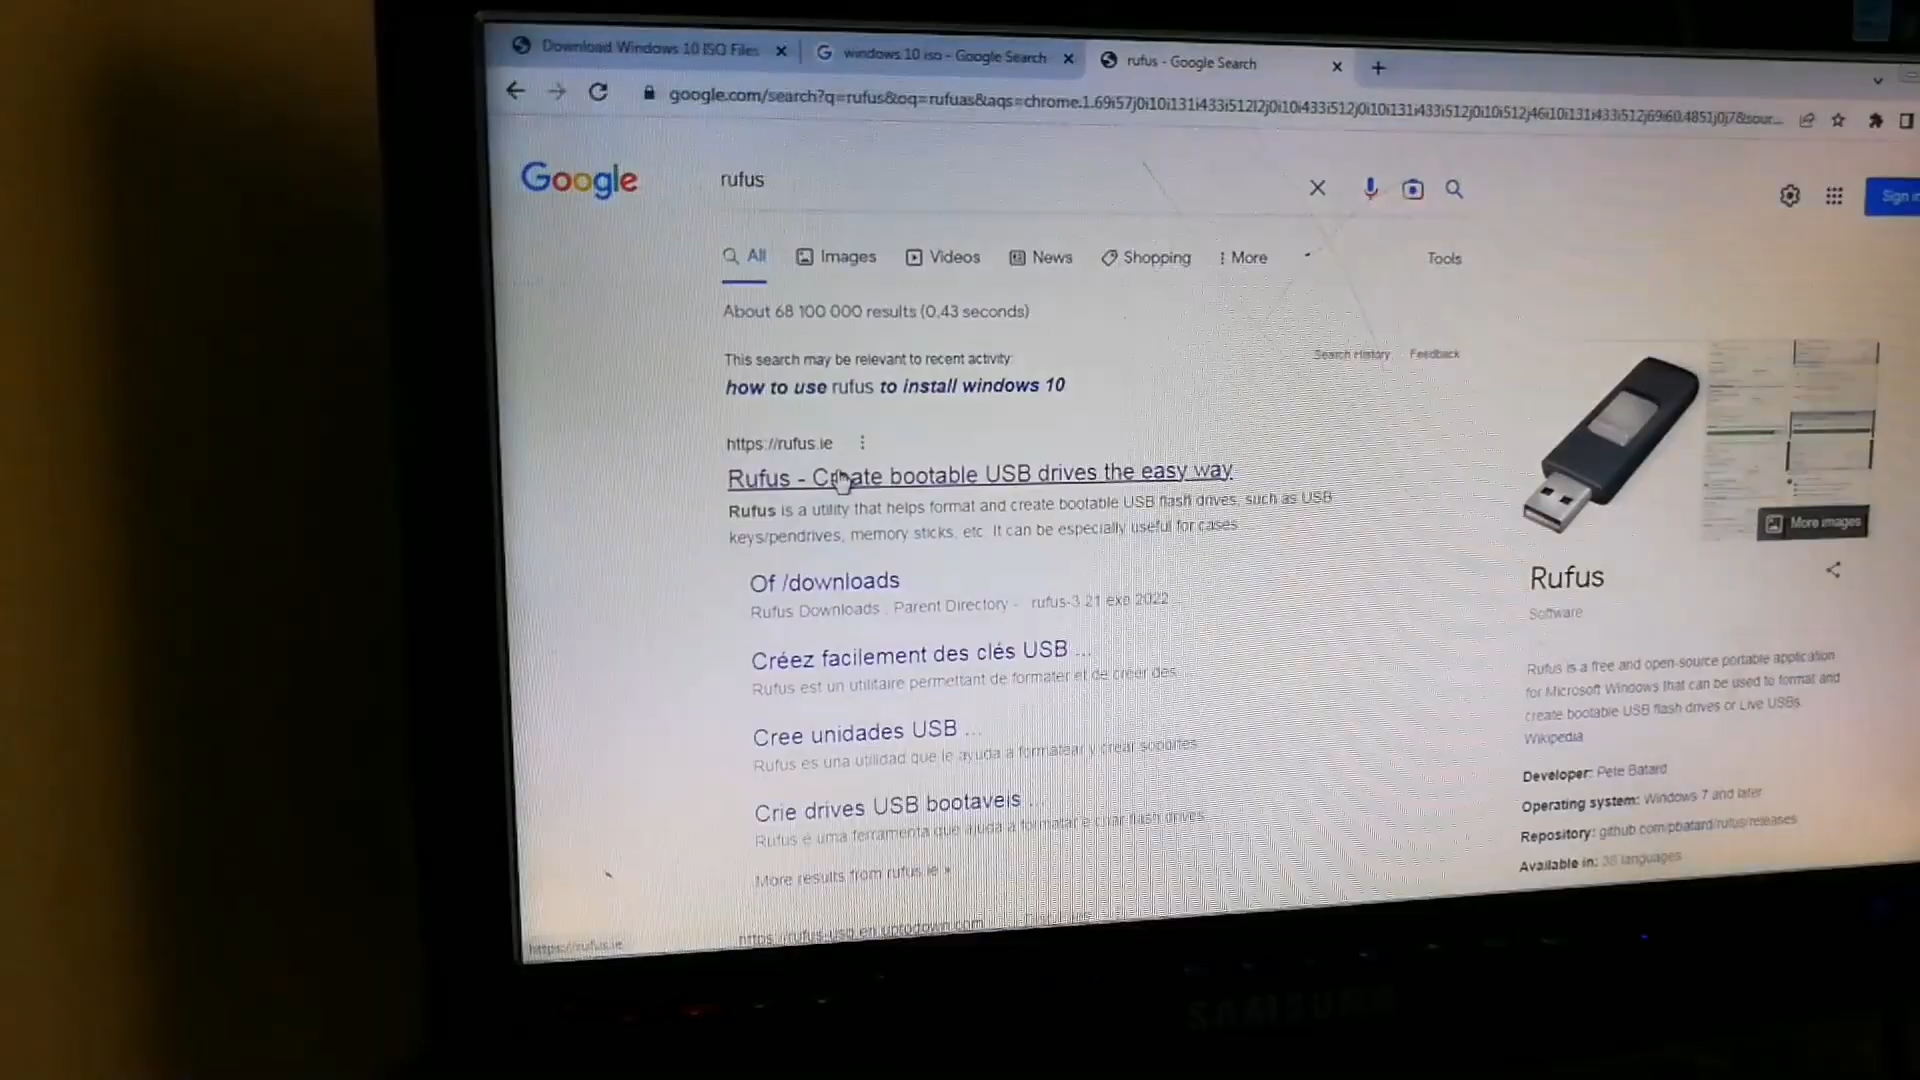 Download Windows 10 ISO Files
windows 10 iso - Google Search
rufus - Google Search
google.com/search?q=rufus&oq=rufuas&aqs=chrome.1.69i57j0i10i131i433i512l2j0i10i433i512j0i10i131i433i512j0i10i512j46i10i131i433i512j69i60.4851j0j7&sour...
Google
rufus
Sign in
All
Images
Videos
News
Shopping
More
Tools
About 68 100 000 results (0,43 seconds)
This search may be relevant to recent activity:
Search History
Feedback
how to use rufus to install windows 10
https://rufus.ie
Rufus - Create bootable USB drives the easy way
Rufus is a utility that helps format and create bootable USB flash drives, such as USB
keys/pendrives, memory sticks, etc. It can be especially useful for cases ...
Of /downloads
Rufus Downloads . Parent Directory - rufus-3.21.exe 2022 ...
Créez facilement des clés USB ...
Rufus est un utilitaire permettant de formater et de créer des ...
Cree unidades USB ...
Rufus es una utilidad que le ayuda a formatear y crear soportes ...
Crie drives USB bootaveis ...
Rufus é uma ferramenta que ajuda a formatar e criar flash drives ...
More results from rufus.ie »
https://rufus-usb.en.uptodown.com
https://rufus.ie
More images
Rufus
Software
Rufus is a free and open-source portable application
for Microsoft Windows that can be used to format and
create bootable USB flash drives or Live USBs.
Wikipedia
Developer: Pete Batard
Operating system: Windows 7 and later
Repository: github.com/pbatard/rufus/releases
Available in: 38 languages
SAMSUNG